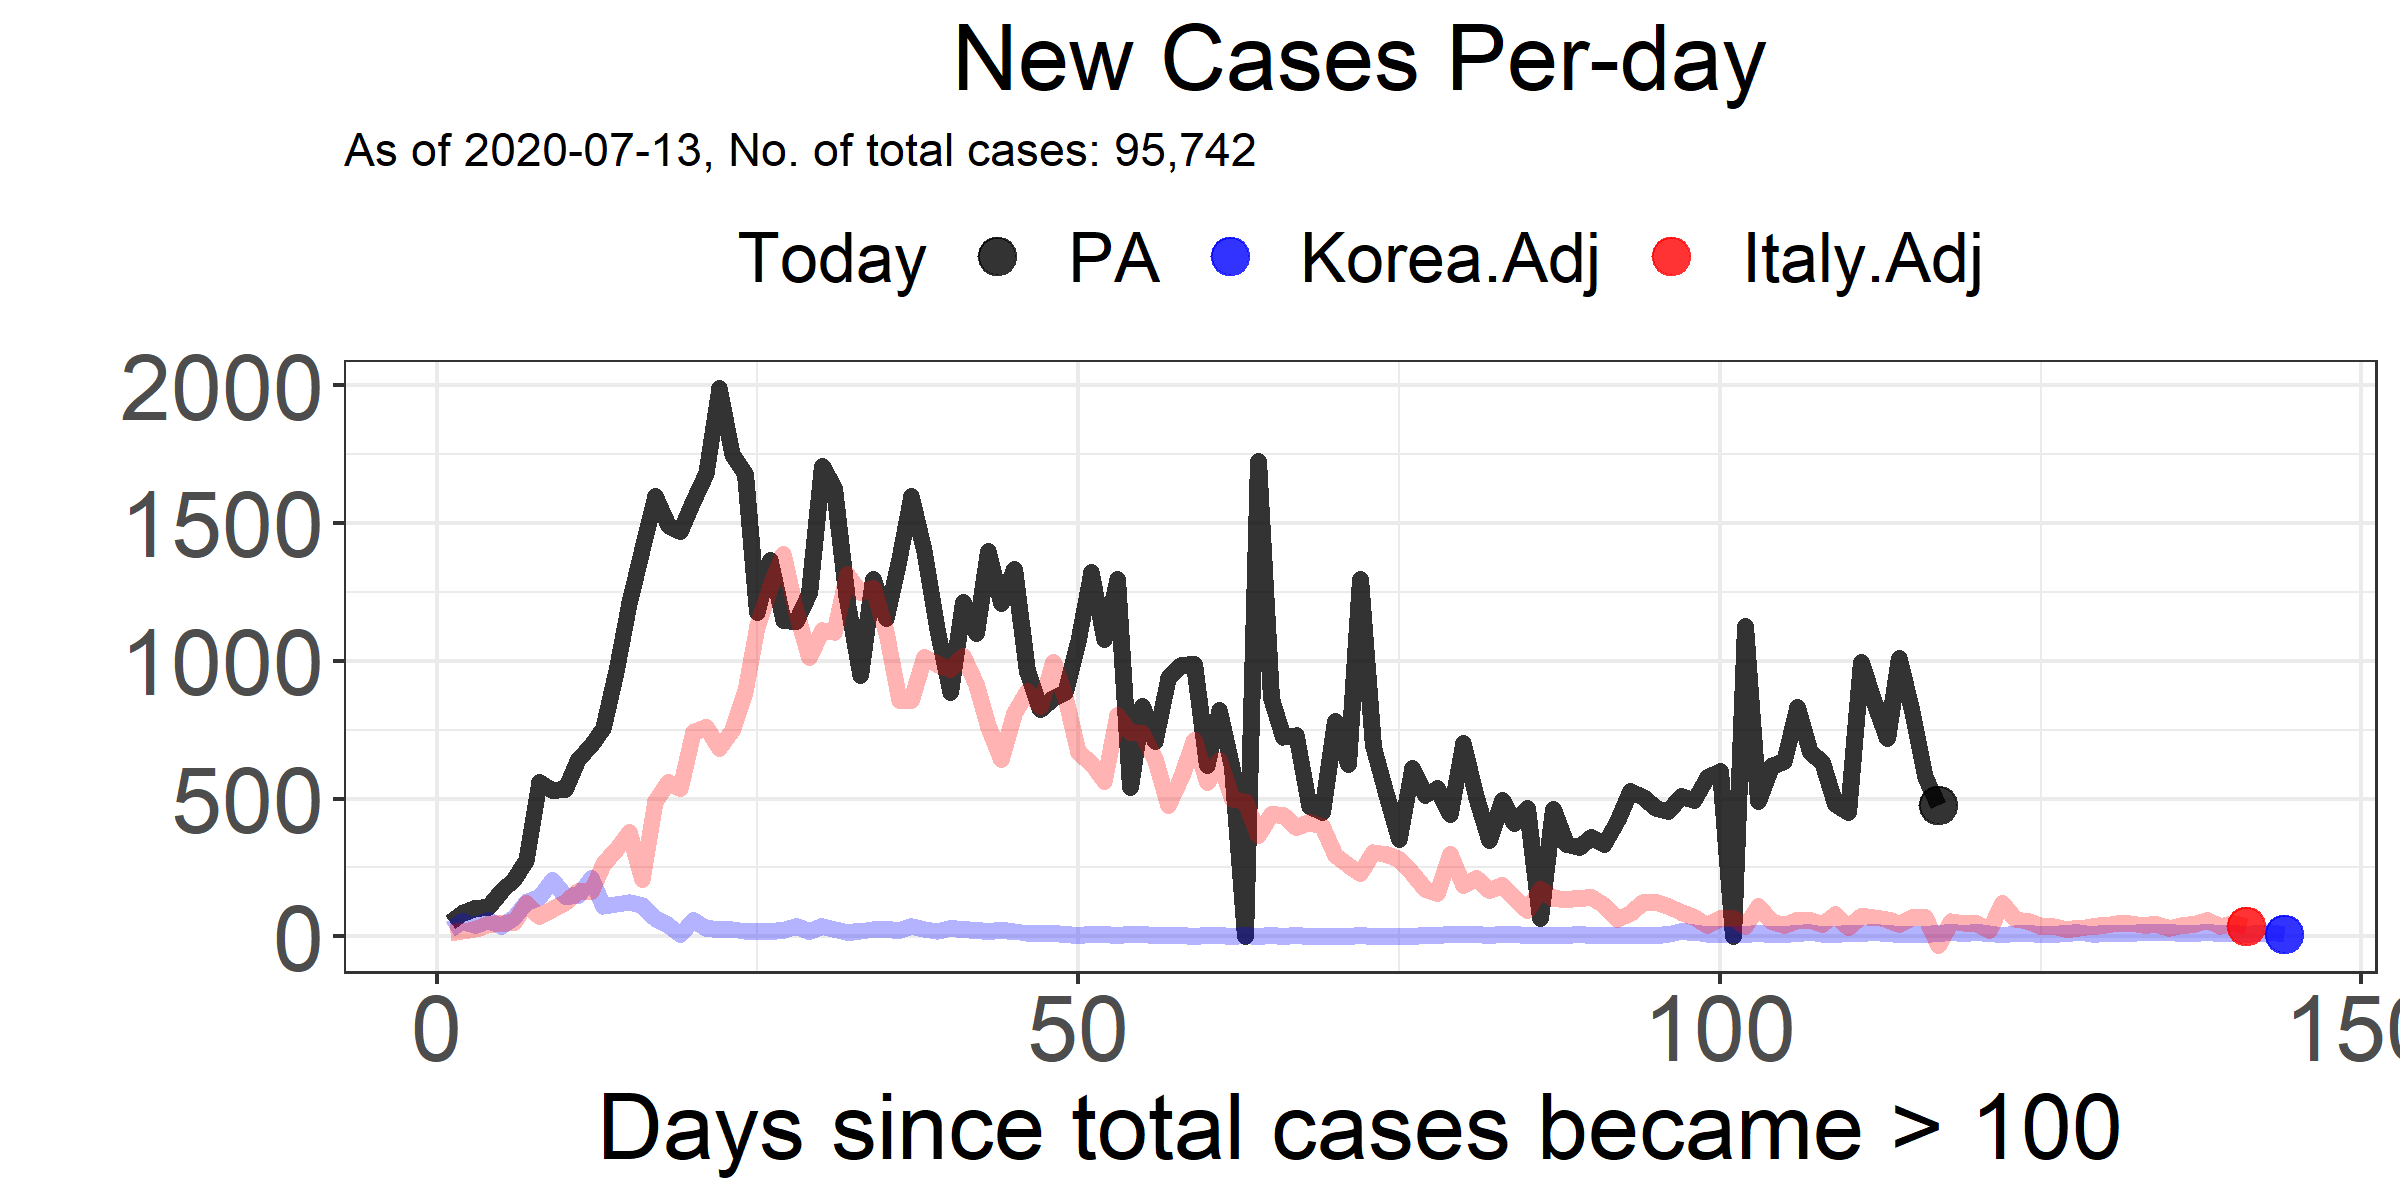 New Cases Per-day
As of 2020-07-13, No. of total cases: 95,742
Today PA Korea.Adj Italy.Adj
2000
1500
1000
500
0
0 50 100 150
Days since total cases became > 100